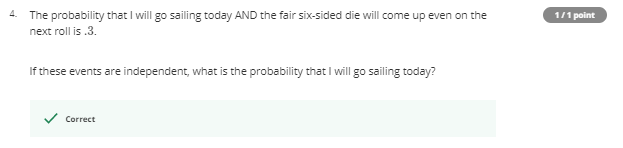 4. The probability that I will go sailing today AND the fair six-sided die will come up even on the
next roll is .3.
1 / 1 point
If these events are independent, what is the probability that I will go sailing today?
Correct